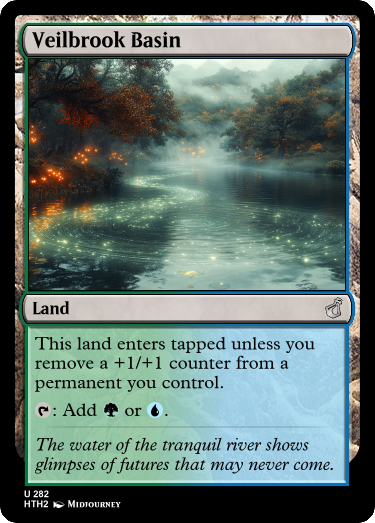 Veilbrook Basin
Land
This land enters tapped unless you
remove a +1/+1 counter from a
permanent you control.
: Add or .
The water of the tranquil river shows
glimpses of futures that may never come.
U 282
HTH2 Midjourney